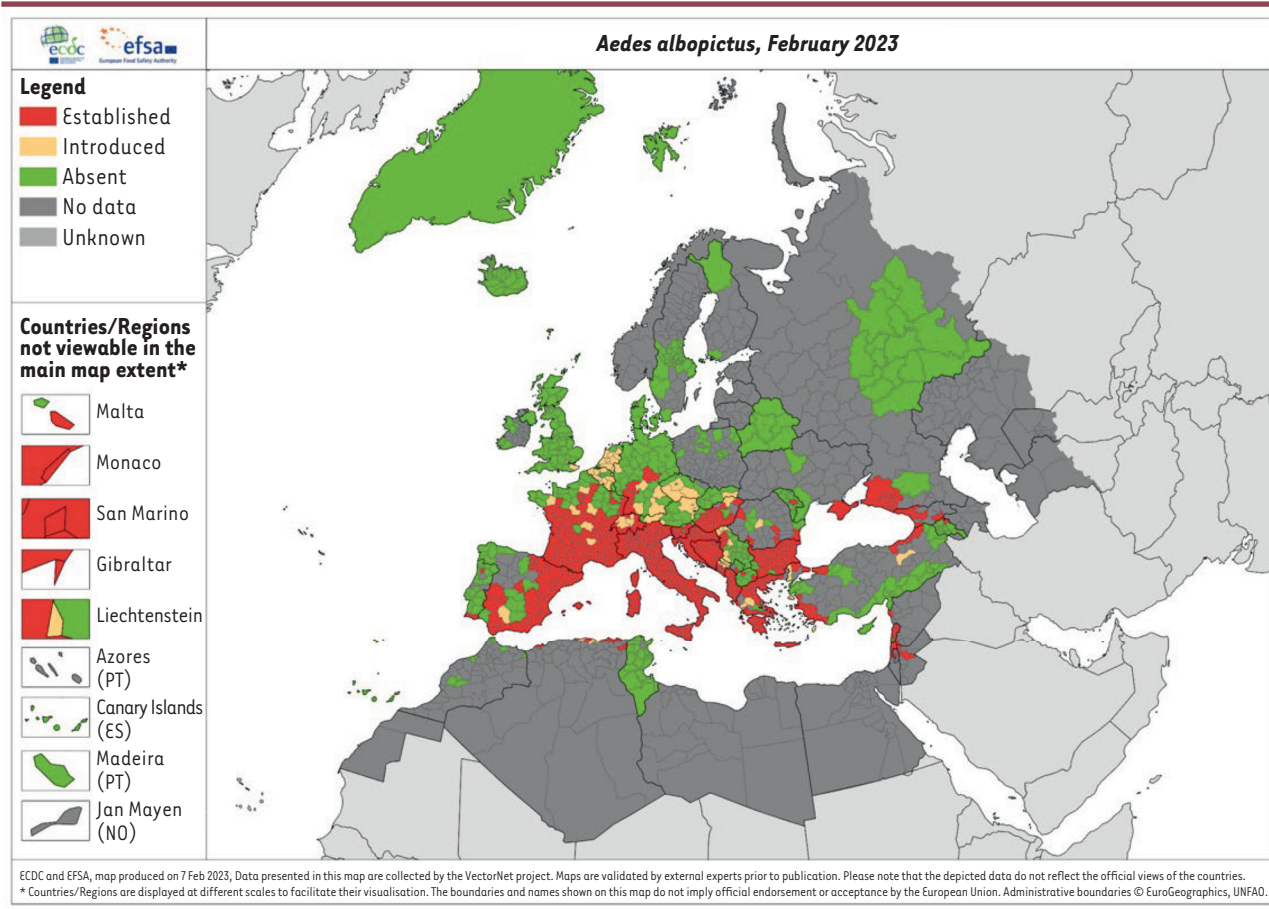 ecdc
efsa
European Food Safety Authority
Aedes albopictus, February 2023
Legend
Established
Introduced
Absent
No data
Unknown
Countries/Regions
not viewable in the
main map extent*
Malta
Monaco
San Marino
Gibraltar
Liechtenstein
Azores
(PT)
Canary Islands
(ES)
Madeira
(PT)
Jan Mayen
(NO)
ECDC and EFSA, map produced on 7 Feb 2023, Data presented in this map are collected by the VectorNet project. Maps are validated by external experts prior to publication. Please note that the depicted data do not reflect the official views of the countries.
* Countries/Regions are displayed at different scales to facilitate their visualisation. The boundaries and names shown on this map do not imply official endorsement or acceptance by the European Union. Administrative boundaries © EuroGeographics, UNFAO.